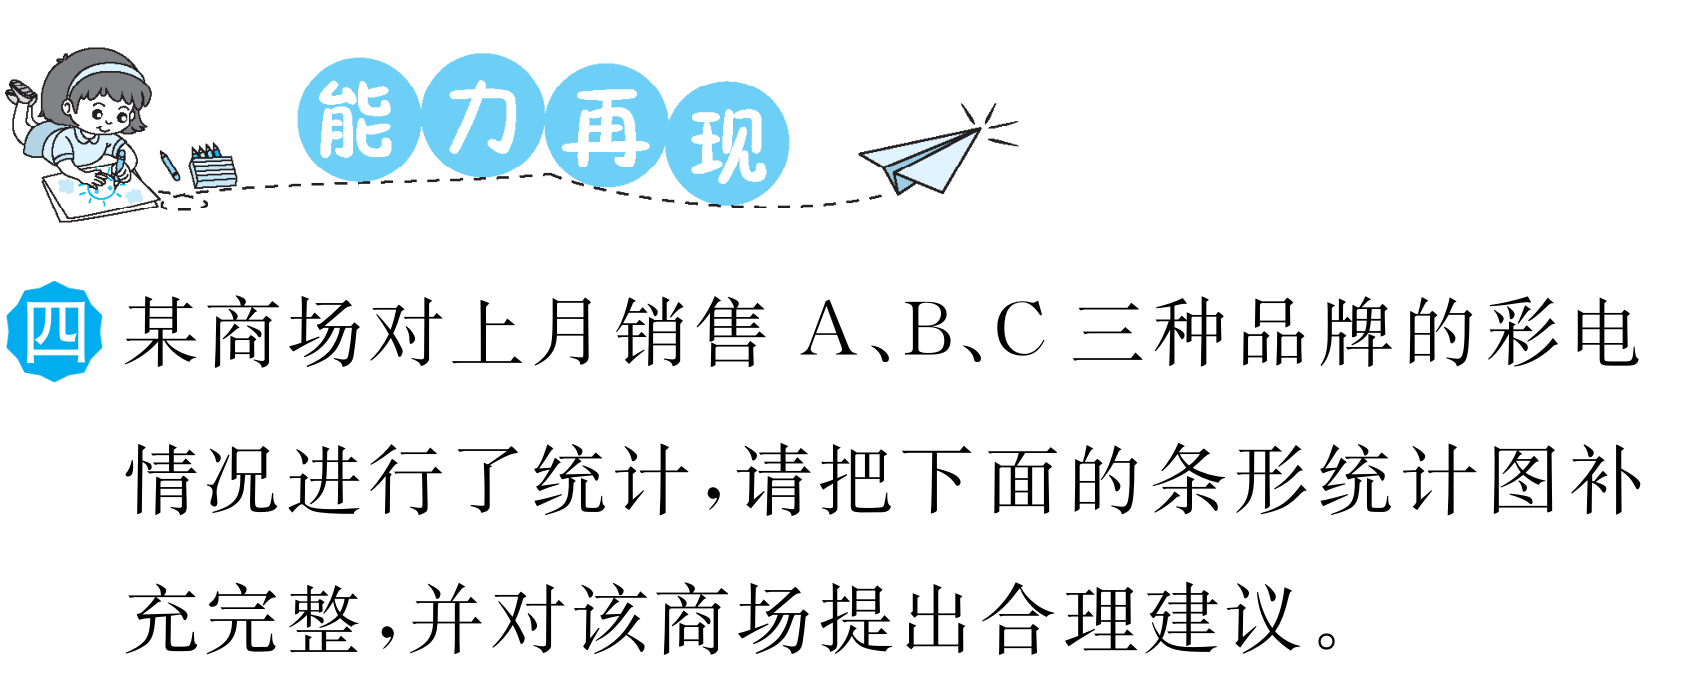 能力再现
四 某商场对上月销售 A、B、C 三种品牌的彩电
情况进行了统计,请把下面的条形统计图补
充完整,并对该商场提出合理建议。